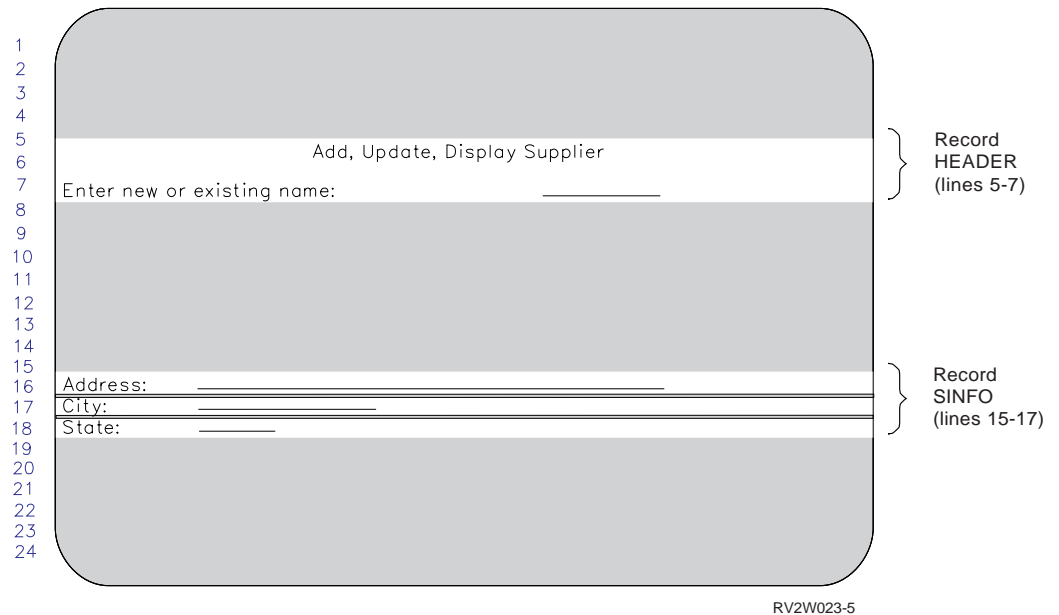 1
2
3
4
5
Add, Update, Display Supplier
6
7
Enter new or existing name:
8
9
10
11
12
13
14
15
16
Address:
17
City:
18
State:
19
20
21
22
23
24
Record
HEADER
(lines 5-7)
Record
SINFO
(lines 15-17)
RV2W023-5